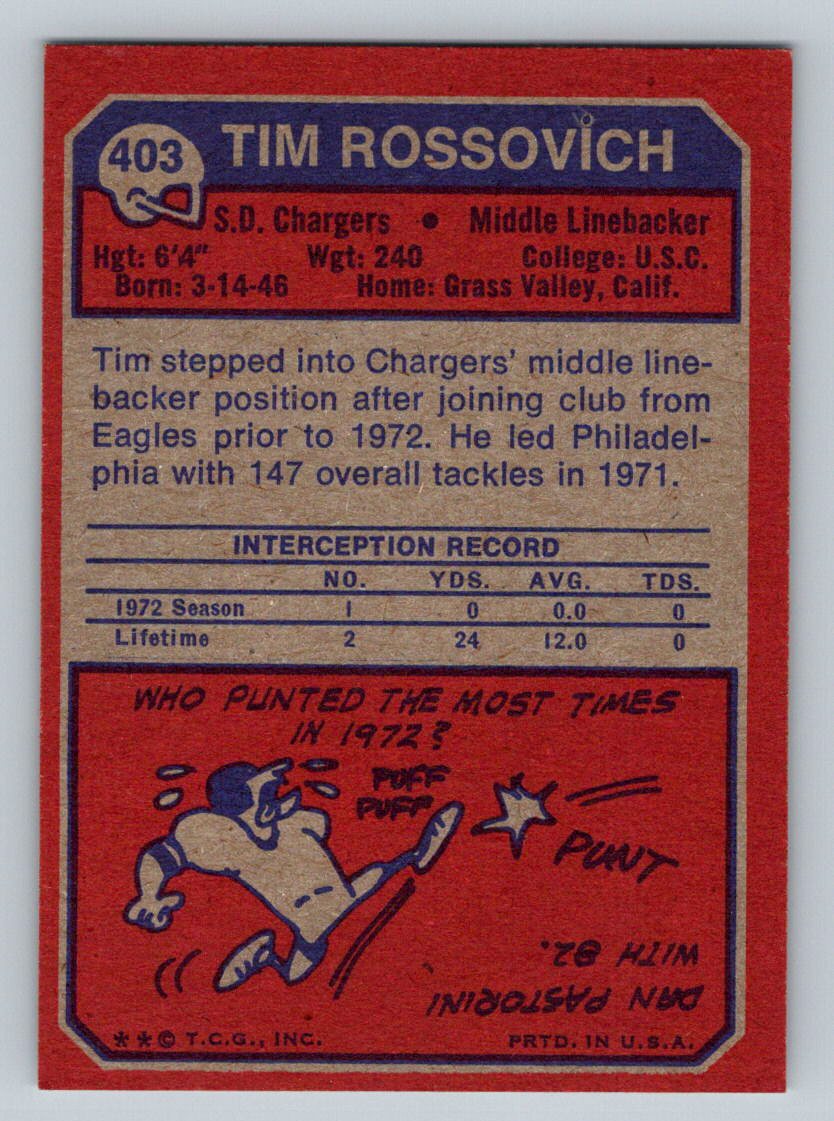 403 TIM ROSSOVICH
S.D. Chargers • Middle Linebacker
Hgt: 6'4" Wgt: 240 College: U.S.C.
Born: 3-14-46 Home: Grass Valley, Calif.
Tim stepped into Chargers' middle line-
backer position after joining club from
Eagles prior to 1972. He led Philadel-
phia with 147 overall tackles in 1971.
INTERCEPTION RECORD
NO. YDS. AVG. TDS.
1972 Season 1 0 0.0 0
Lifetime 2 24 12.0 0
WHO PUNTED THE MOST TIMES
IN 1972?
PUFF
PUFF
PUNT
DAN PASTORINI
WITH 82.
**© T.C.G., INC. PRTD. IN U.S.A.